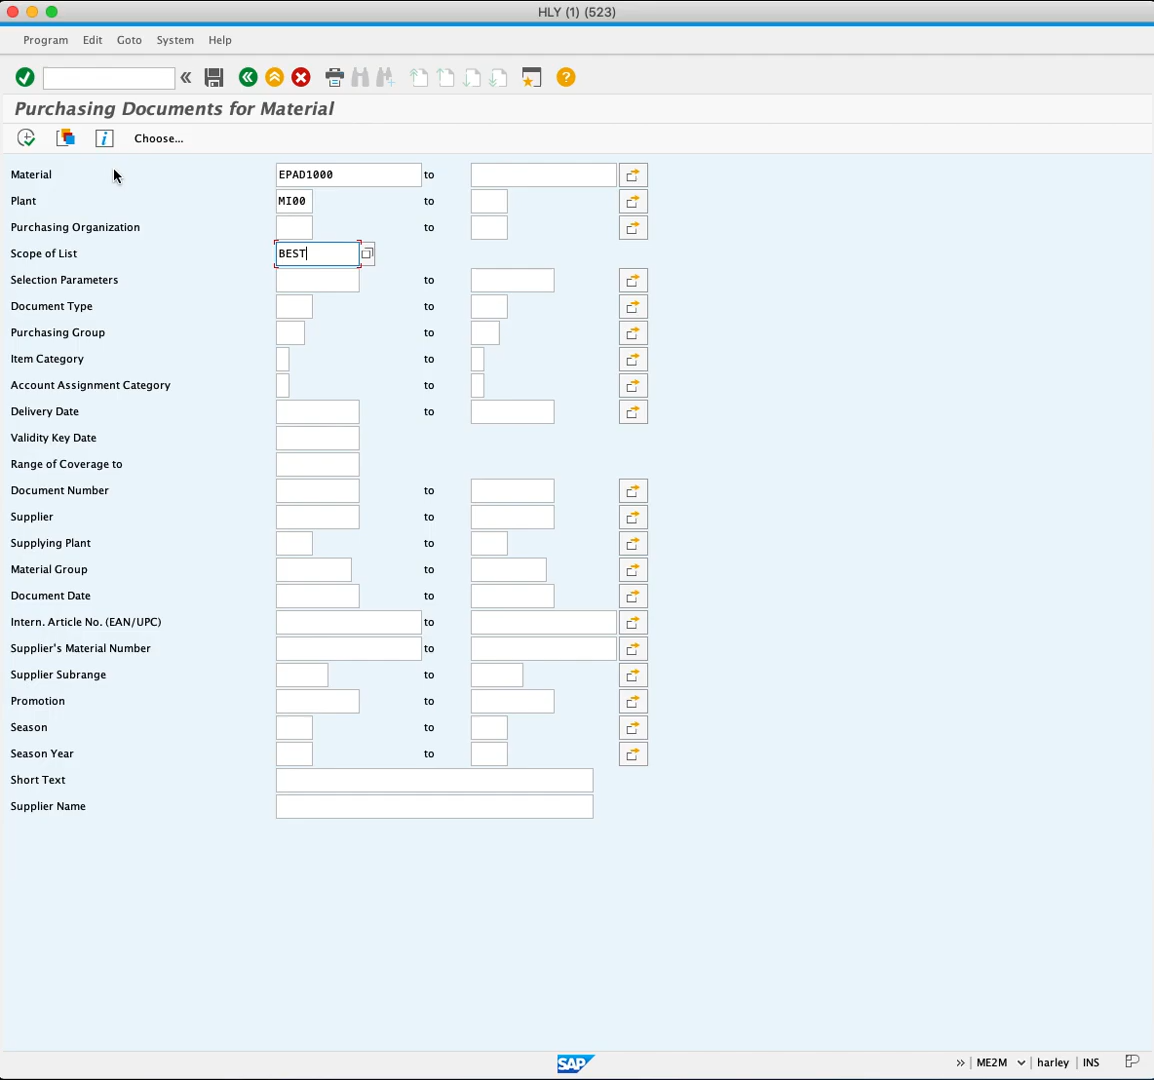 HLY (1) (523)
Program Edit Goto System Help
Purchasing Documents for Material
Choose...
Material EPAD1000 to
Plant MI00 to
Purchasing Organization to
Scope of List BEST
Selection Parameters to
Document Type to
Purchasing Group to
Item Category to
Account Assignment Category to
Delivery Date to
Validity Key Date
Range of Coverage to
Document Number to
Supplier to
Supplying Plant to
Material Group to
Document Date to
Intern. Article No. (EAN/UPC) to
Supplier's Material Number to
Supplier Subrange to
Promotion to
Season to
Season Year to
Short Text
Supplier Name
SAP ME2M harley INS